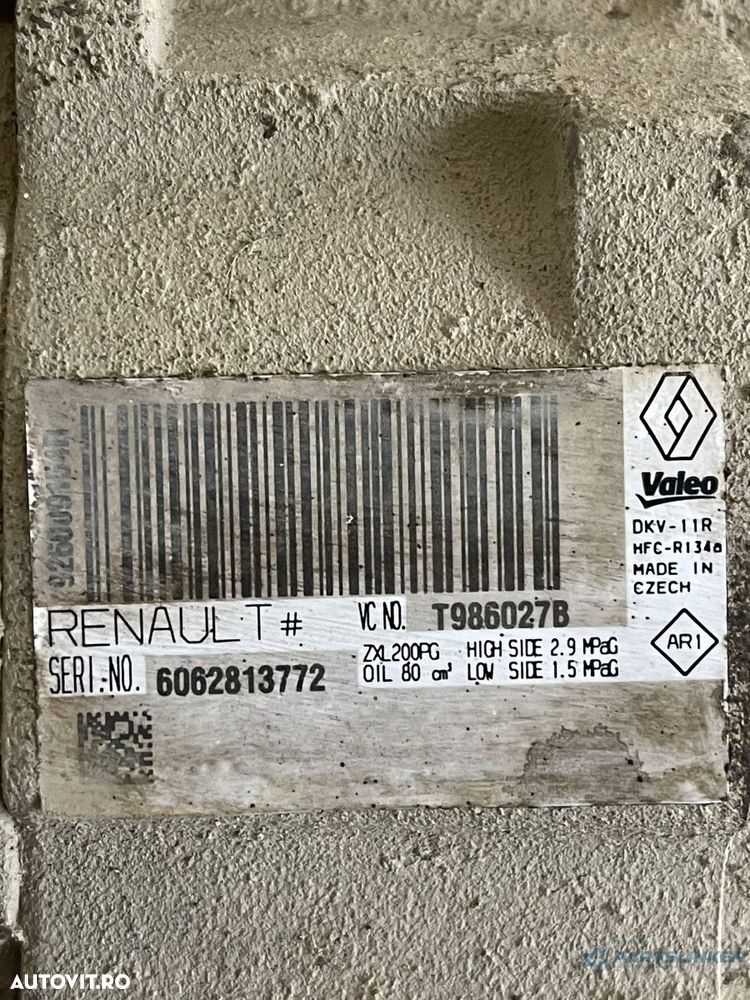 Valeo
DKV-11R
HFC-R134a
MADE IN
CZECH
RENAULT # VC NO. T986027B
ZXL200PG HIGH SIDE 2.9 MPaG
OIL 80 cm³ LOW SIDE 1.5 MPaG
AR1
SERI.NO. 6062813772
AUTOVIT.RO
PARTSLINKER